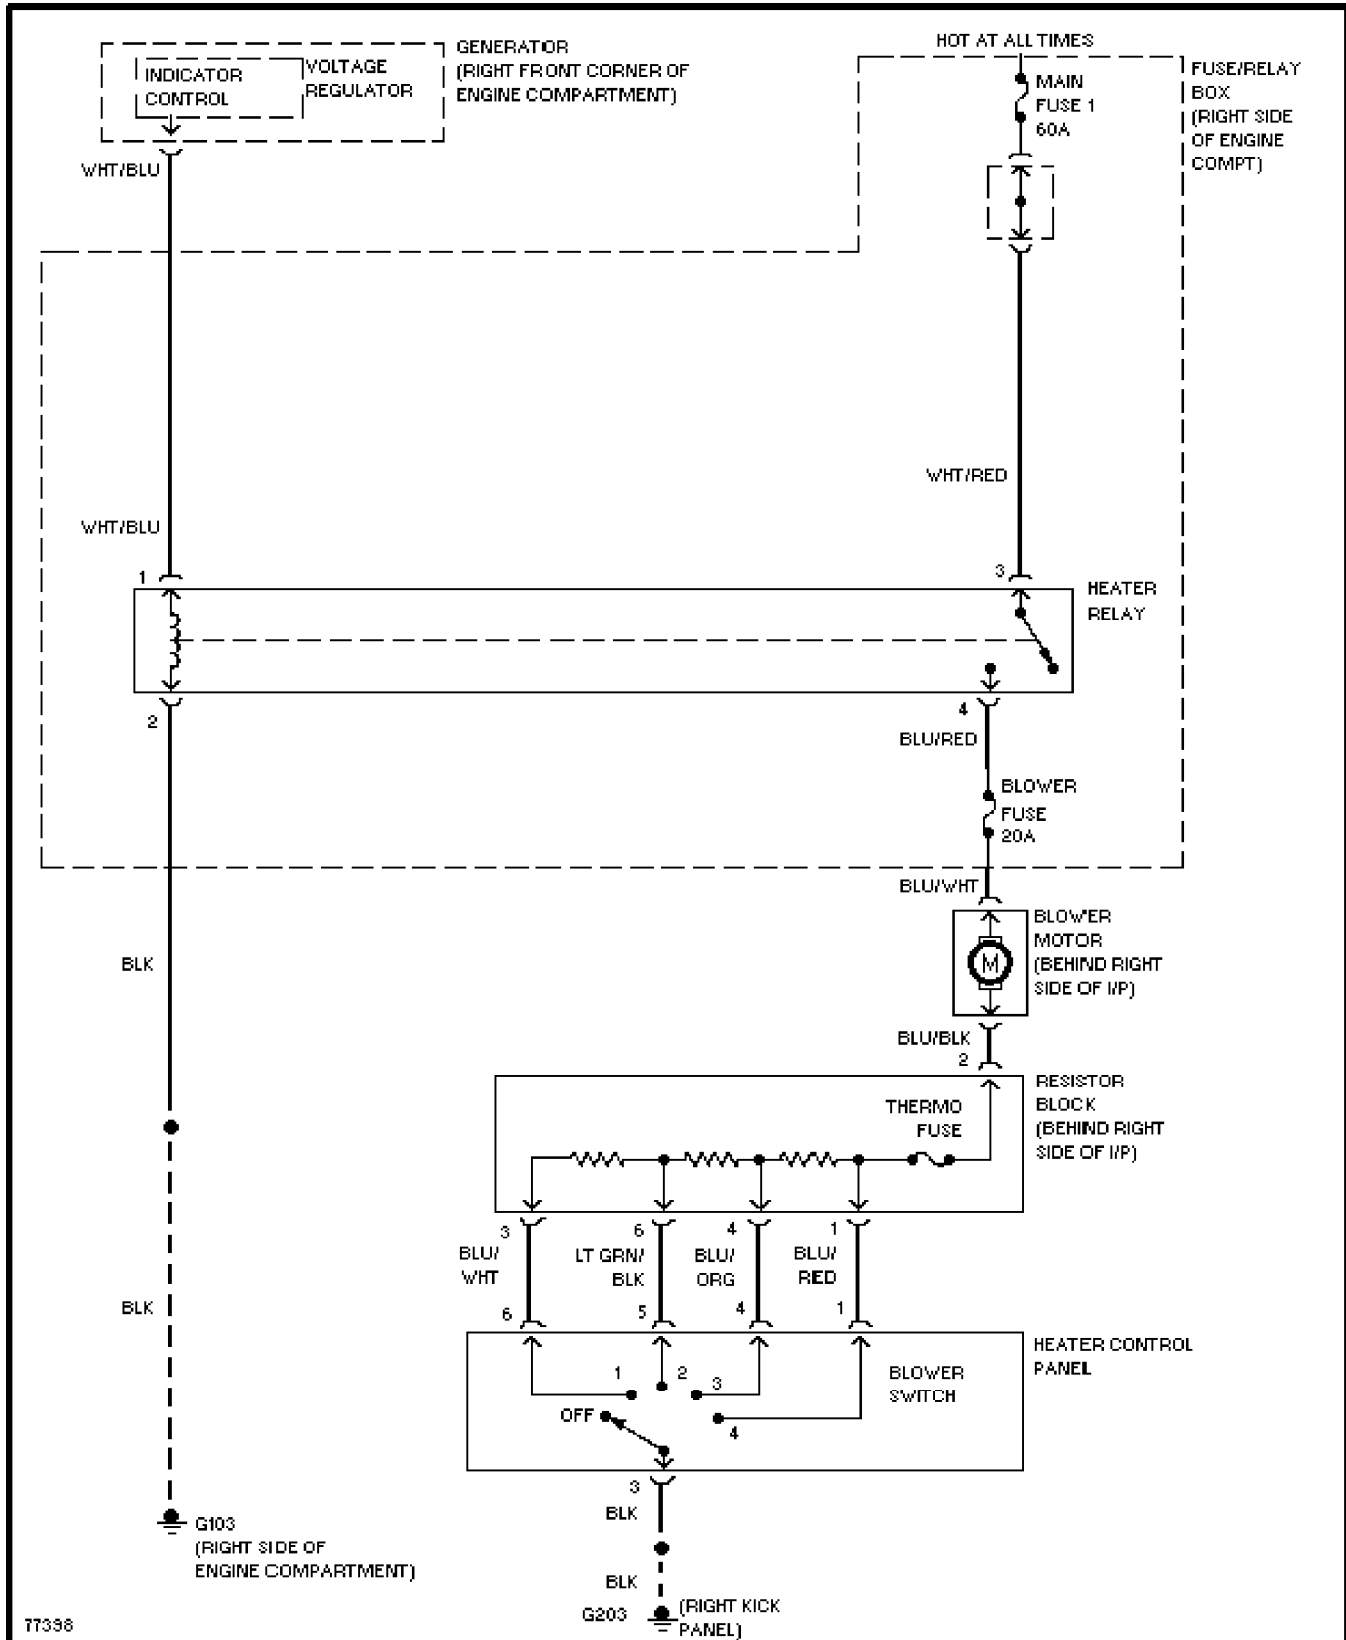 HOT AT ALL TIMES
GENERATOR
(RIGHT FRONT CORNER OF
ENGINE COMPARTMENT)
VOLTAGE
REGULATOR
INDICATOR
CONTROL
MAIN
FUSE 1
60A
FUSE/RELAY
BOX
(RIGHT SIDE
OF ENGINE
COMPT)
WHT/BLU
WHT/RED
WHT/BLU
1
3
HEATER
RELAY
2
4
BLU/RED
BLOWER
FUSE
20A
BLU/WHT
BLOWER
MOTOR
(BEHIND RIGHT
SIDE OF I/P)
M
BLK
BLU/BLK
2
RESISTOR
BLOCK
(BEHIND RIGHT
SIDE OF I/P)
THERMO
FUSE
3
6
4
1
BLU/
WHT
LT GRN/
BLK
BLU/
ORG
BLU/
RED
BLK
6
5
4
1
HEATER CONTROL
PANEL
BLOWER
SWITCH
1
2
3
OFF
4
3
BLK
G103
(RIGHT SIDE OF
ENGINE COMPARTMENT)
BLK
G203
(RIGHT KICK
PANEL)
77398